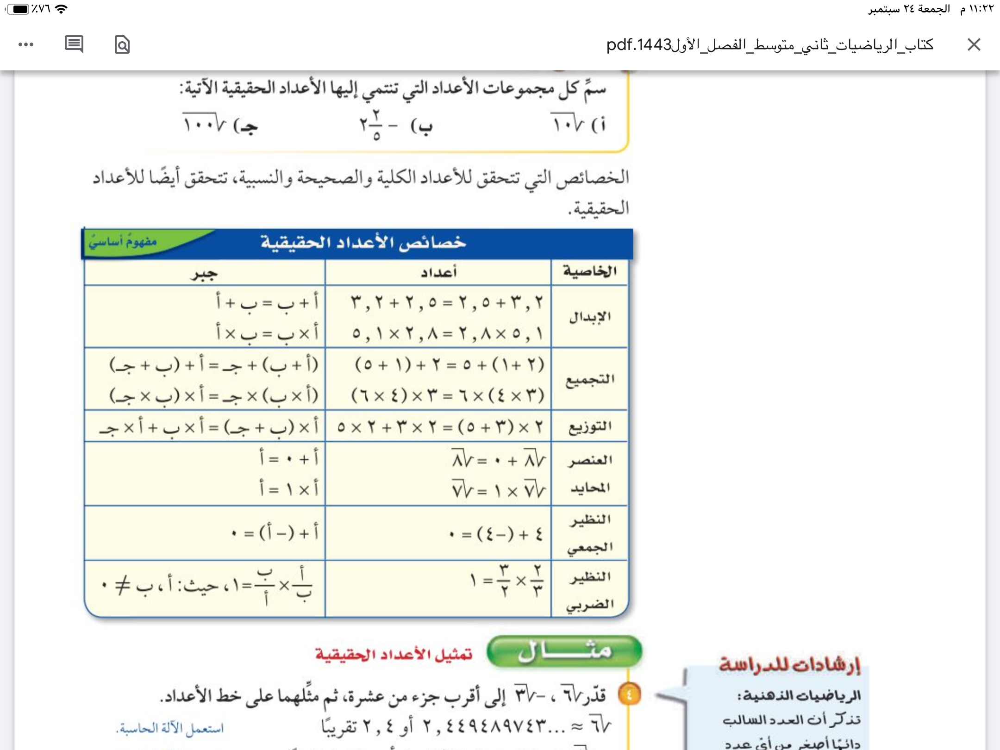 ١١:٢٢ م الجمعة ٢٤ سبتمبر
٪٧٦
كتاب_الرياضيات_ثاني_متوسط_الفصل_الأول1443.pdf
سمِّ كل مجموعات الأعداد التي تنتمي إليها الأعداد الحقيقية الآتية:
أ) √١٠ ب) - ٢ ٢/٥ جـ) √١٠٠
الخصائص التي تتحقق للأعداد الكلية والصحيحة والنسبية، تتحقق أيضًا للأعداد
الحقيقية.
خصائص الأعداد الحقيقية
مفهومٌ أساسيٌ
الخاصية أعداد جبر
الإبدال
٣,٢ + ٢,٥ = ٢,٥ + ٣,٢ أ + ب = ب + أ
٥,١ × ٢,٨ = ٢,٨ × ٥,١ أ × ب = ب × أ
التجميع
(٢ + ١) + ٥ = ٢ + (١ + ٥) (أ + ب) + جـ = أ + (ب + جـ)
(٣ × ٤) × ٦ = ٣ × (٤ × ٦) (أ × ب) × جـ = أ × (ب × جـ)
التوزيع ٢ × (٣ + ٥) = ٢ × ٣ + ٢ × ٥ أ × (ب + جـ) = أ × ب + أ × جـ
العنصر √٨ + ٠ = √٨ أ + ٠ = أ
المحايد √٧ × ١ = √٧ أ × ١ = أ
النظير
الجمعي
٤ + (-٤) = ٠ أ + (- أ) = ٠
النظير
الضربي
٢/٣ × ٣/٢ = ١ أ/ب × ب/أ = ١، حيث: أ، ب ≠ ٠
مثــــال
تمثيل الأعداد الحقيقية
٤ قدّر √٦ ، -√٣ إلى أقرب جزء من عشرة، ثم مثِّلهما على خط الأعداد.
√٦ ≈ ...٢,٤٤٩٤٨٩٧٤٣ أو ٢,٤ تقريبًا استعمل الآلة الحاسبة.
إرشادات للدراسة
الرياضيات الذهنية:
تذكر أن العدد السالب
دائمًا أصغر من أي عدد